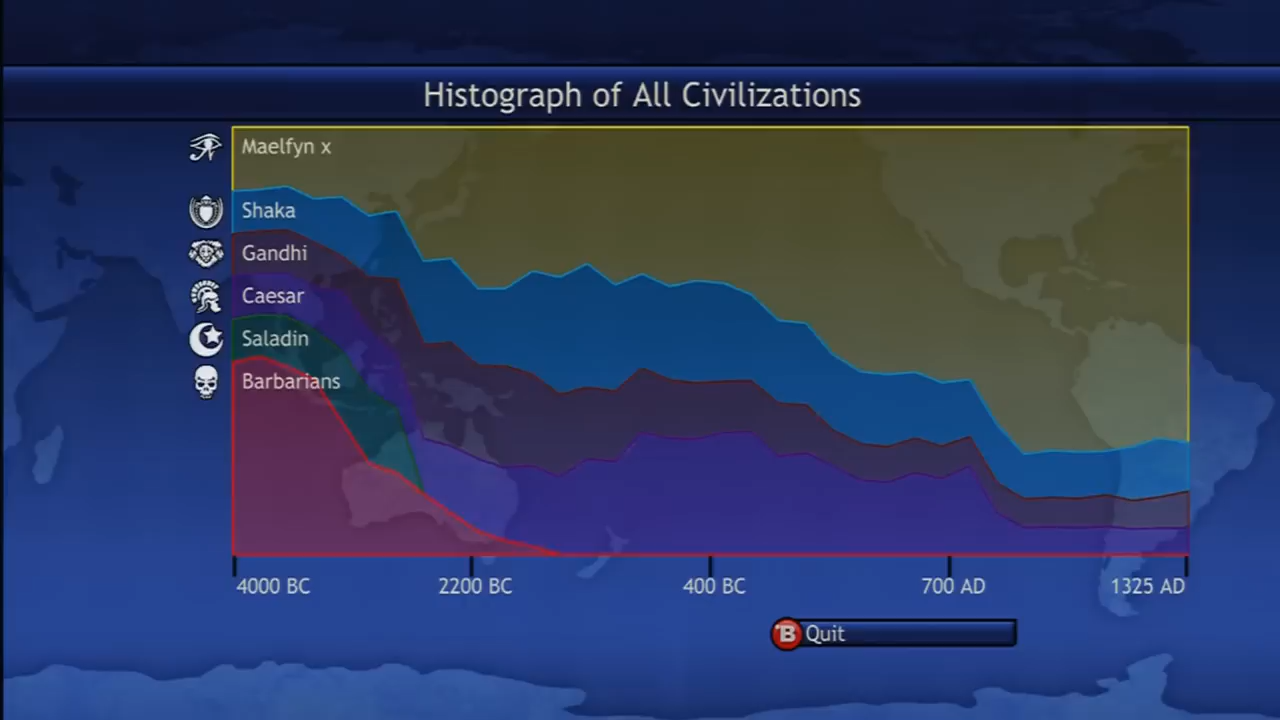 Histograph of All Civilizations
Maelfyn x
Shaka
Gandhi
Caesar
Saladin
Barbarians
4000 BC
2200 BC
400 BC
700 AD
1325 AD
B Quit